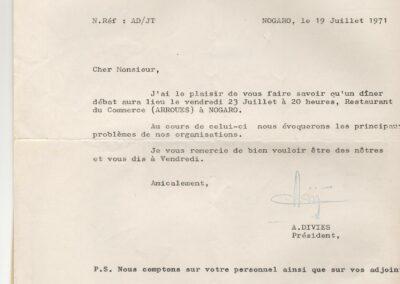 N.Réf : AD/JT NOGARO, le 19 Juillet 1971
Cher Monsieur,
J'ai le plaisir de vous faire savoir qu'un dîner
débat aura lieu le vendredi 23 Juillet à 20 heures, Restaurant
du Commerce (ARROUES) à NOGARO.
Au cours de celui-ci nous évoquerons les principau
problèmes de nos organisations.
Je vous remercie de bien vouloir être des nôtres
et vous dis à Vendredi.
Amicalement,
A.DIVIES
Président,
P.S. Nous comptons sur votre personnel ainsi que sur vos adjoin